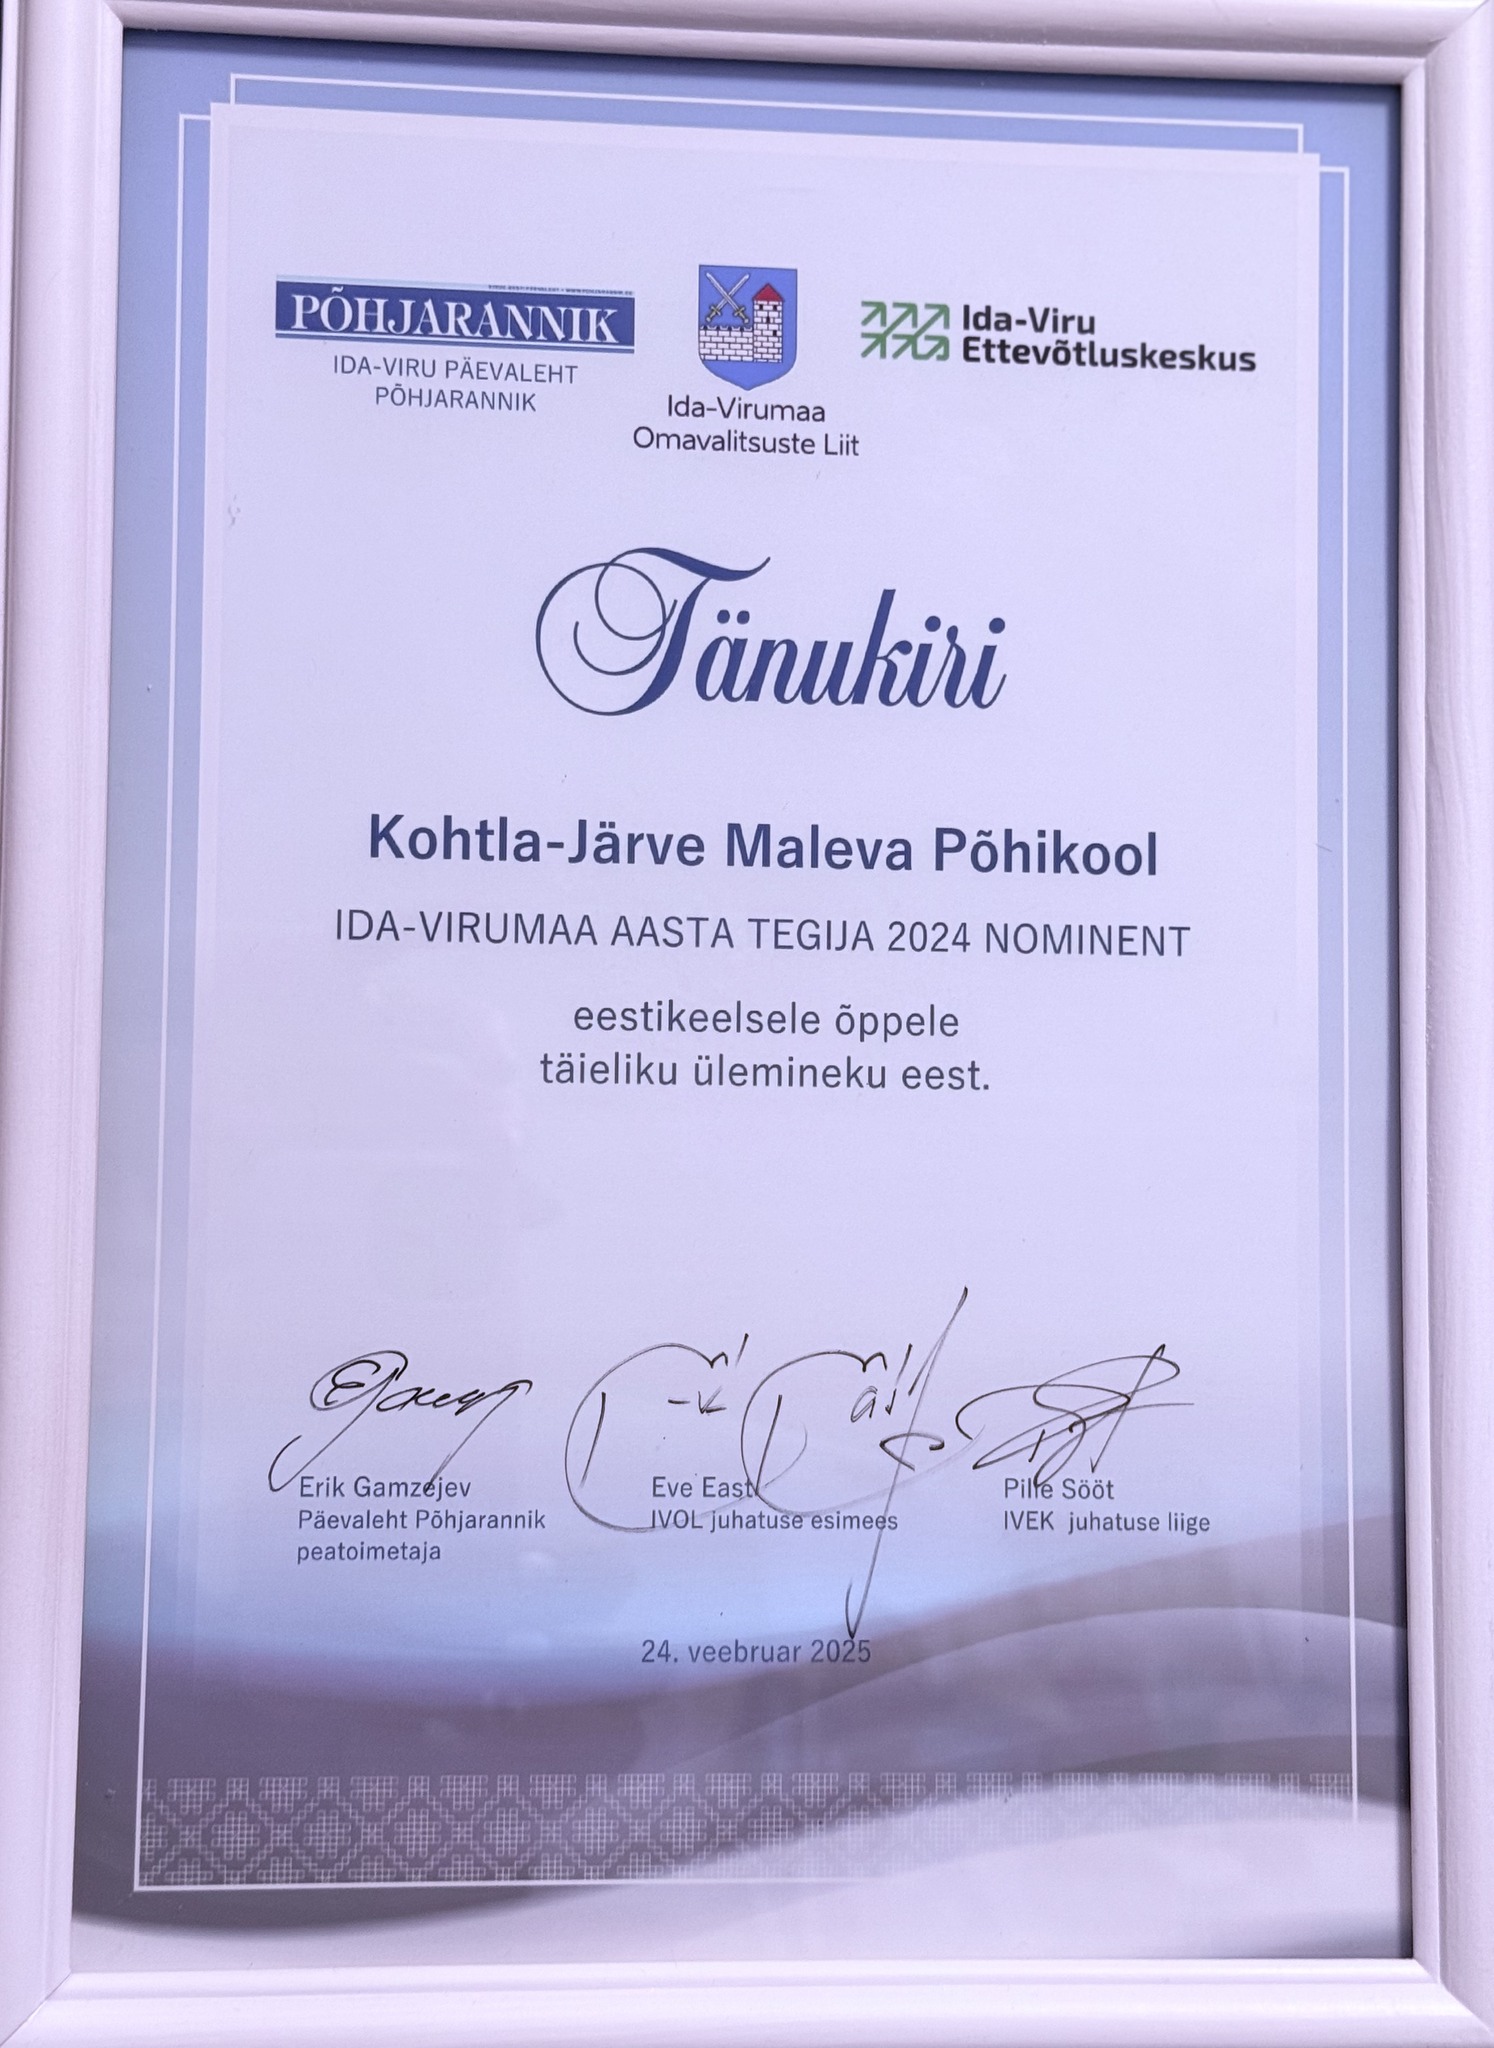 PÕHJARANNIK
IDA-VIRU PÄEVALEHT
PÕHJARANNIK
Ida-Virumaa
Omavalitsuste Liit
Ida-Viru
Ettevõtluskeskus
Tänukiri
Kohtla-Järve Maleva Põhikool
IDA-VIRUMAA AASTA TEGIJA 2024 NOMINENT
eestikeelsele õppele
täieliku ülemineku eest.
Erik Gamzejev
Päevaleht Põhjarannik
peatoimetaja
Eve East
IVOL juhatuse esimees
Pille Sööt
IVEK juhatuse liige
24. veebruar 2025